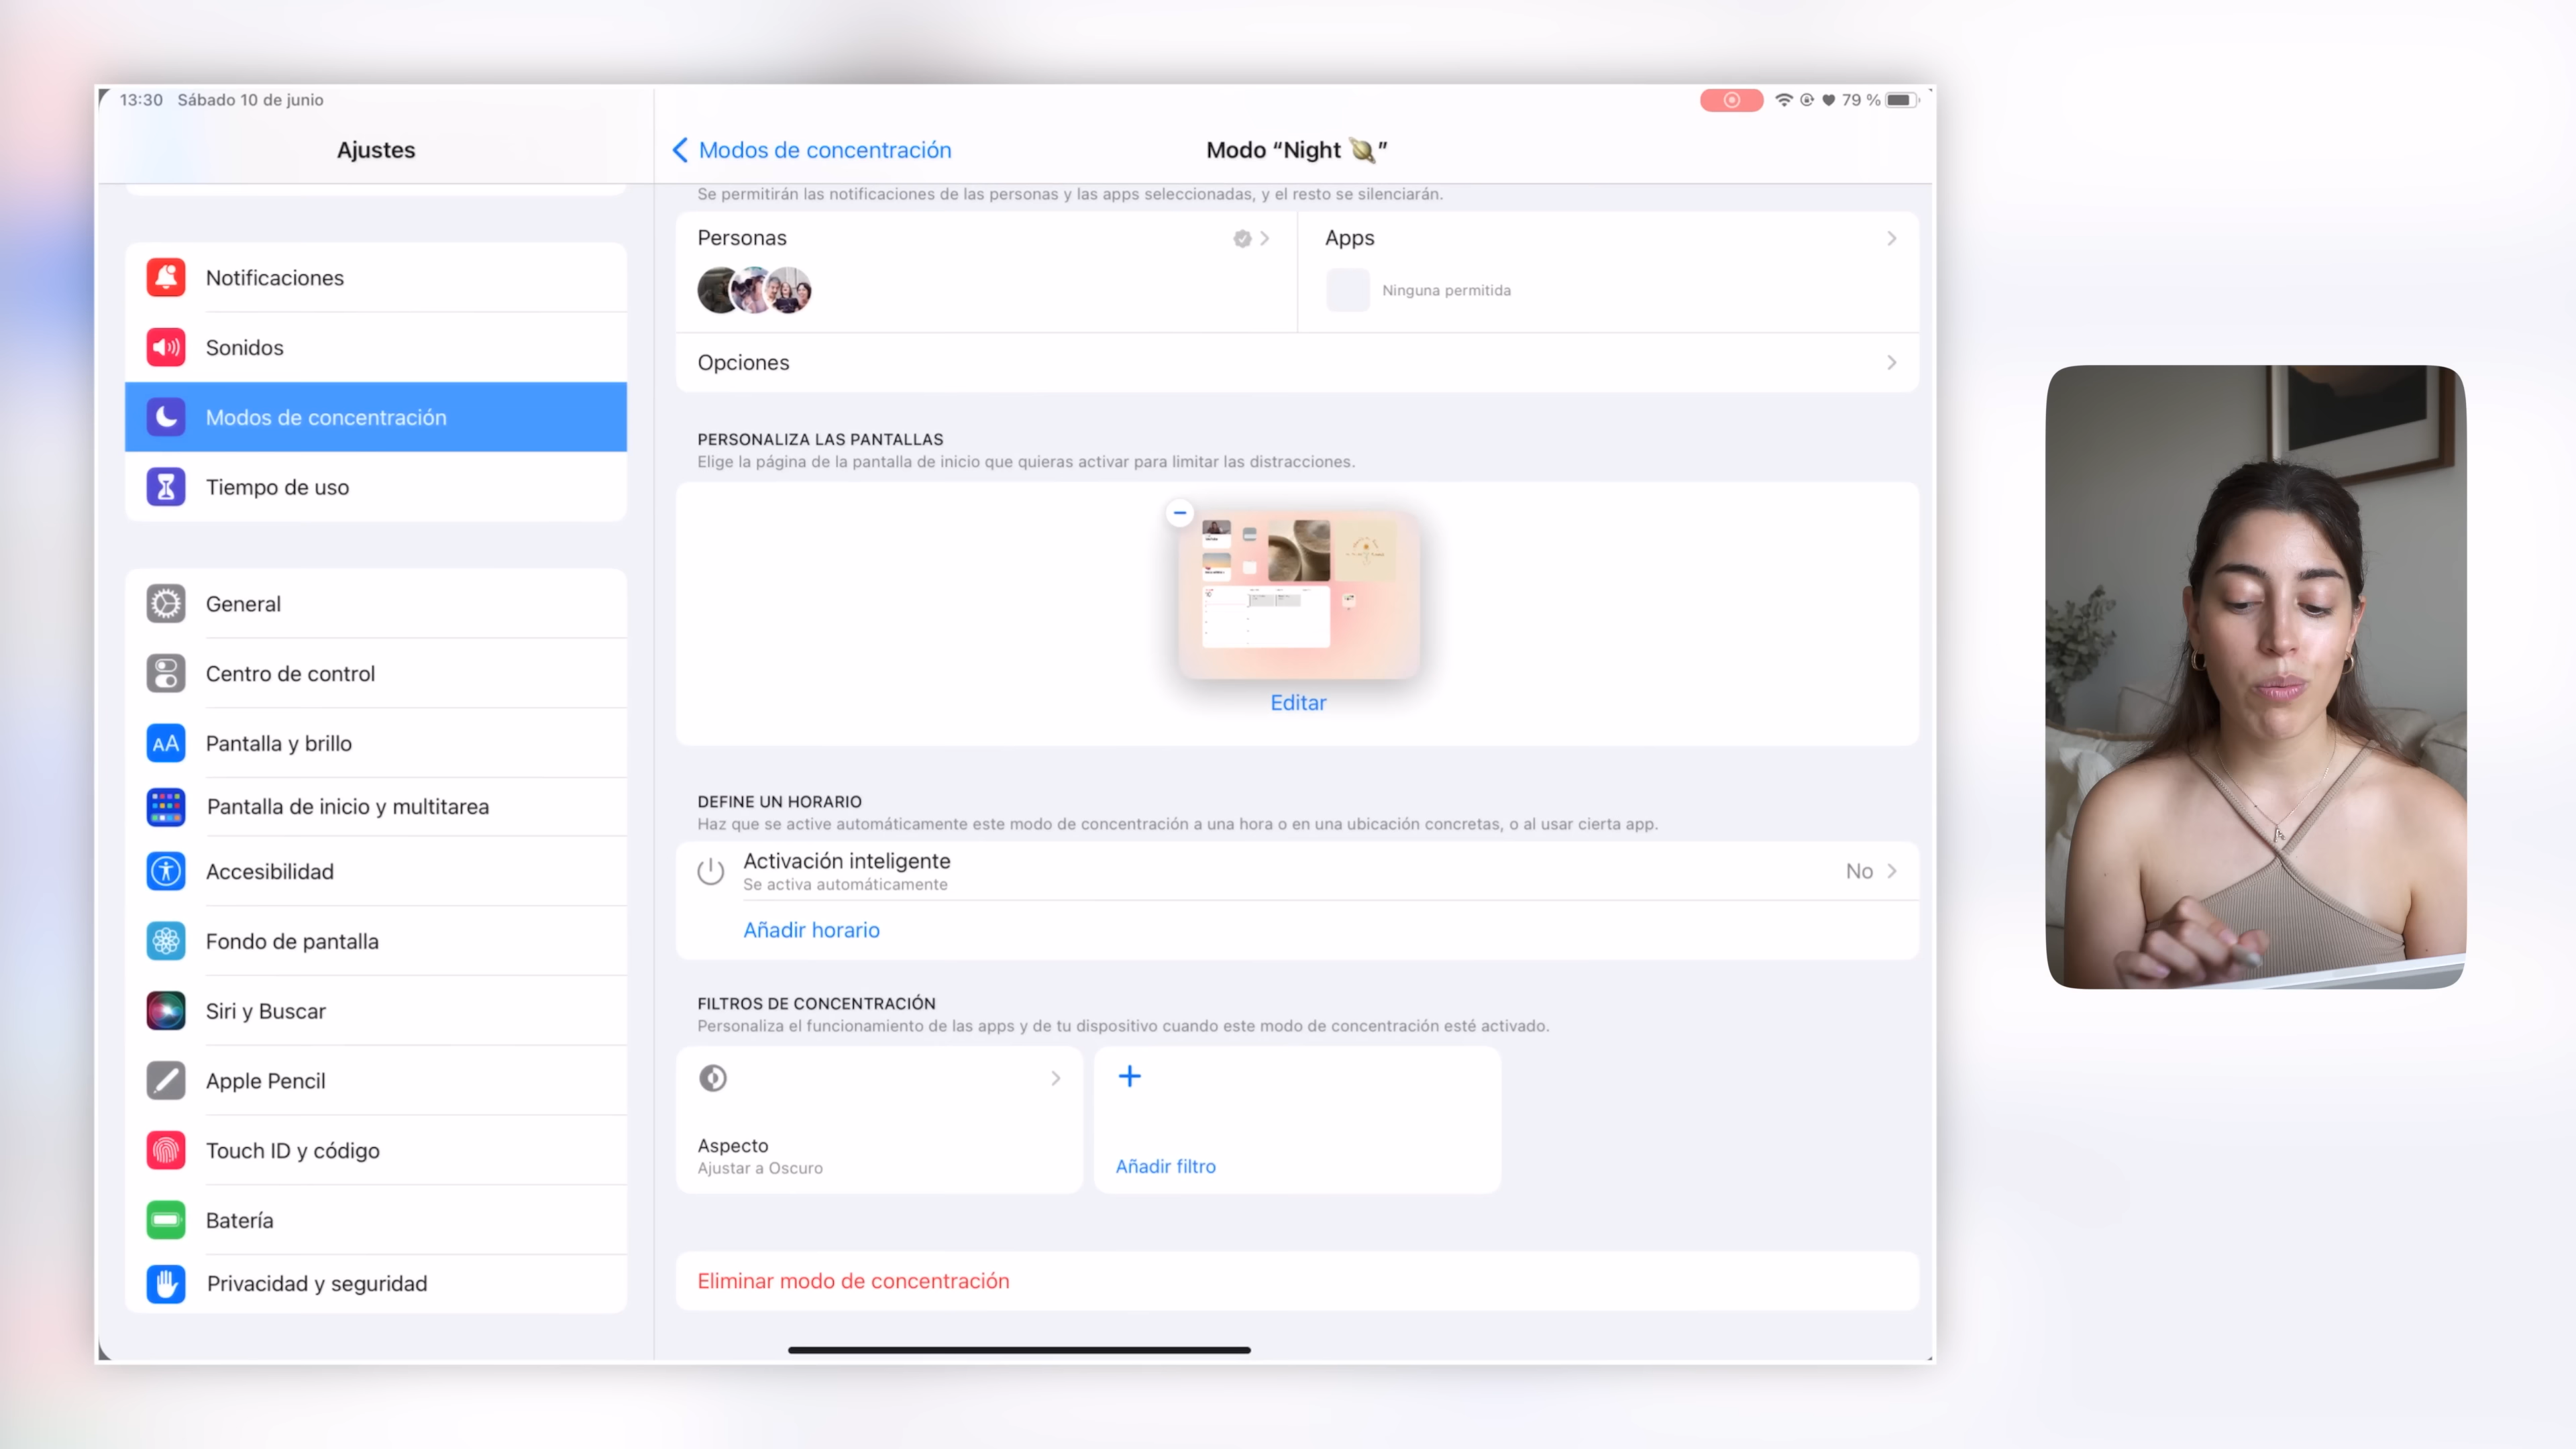 13:30 Sábado 10 de junio
79 %
Ajustes
Modos de concentración
Modo “Night 🪐”
Notificaciones
Sonidos
Modos de concentración
Tiempo de uso
General
Centro de control
Pantalla y brillo
Pantalla de inicio y multitarea
Accesibilidad
Fondo de pantalla
Siri y Buscar
Apple Pencil
Touch ID y código
Batería
Privacidad y seguridad
Se permitirán las notificaciones de las personas y las apps seleccionadas, y el resto se silenciarán.
Personas
Apps
Ninguna permitida
Opciones
PERSONALIZA LAS PANTALLAS
Elige la página de la pantalla de inicio que quieras activar para limitar las distracciones.
Editar
DEFINE UN HORARIO
Haz que se active automáticamente este modo de concentración a una hora o en una ubicación concretas, o al usar cierta app.
Activación inteligente
Se activa automáticamente
No
Añadir horario
FILTROS DE CONCENTRACIÓN
Personaliza el funcionamiento de las apps y de tu dispositivo cuando este modo de concentración esté activado.
Aspecto
Ajustar a Oscuro
Añadir filtro
Eliminar modo de concentración